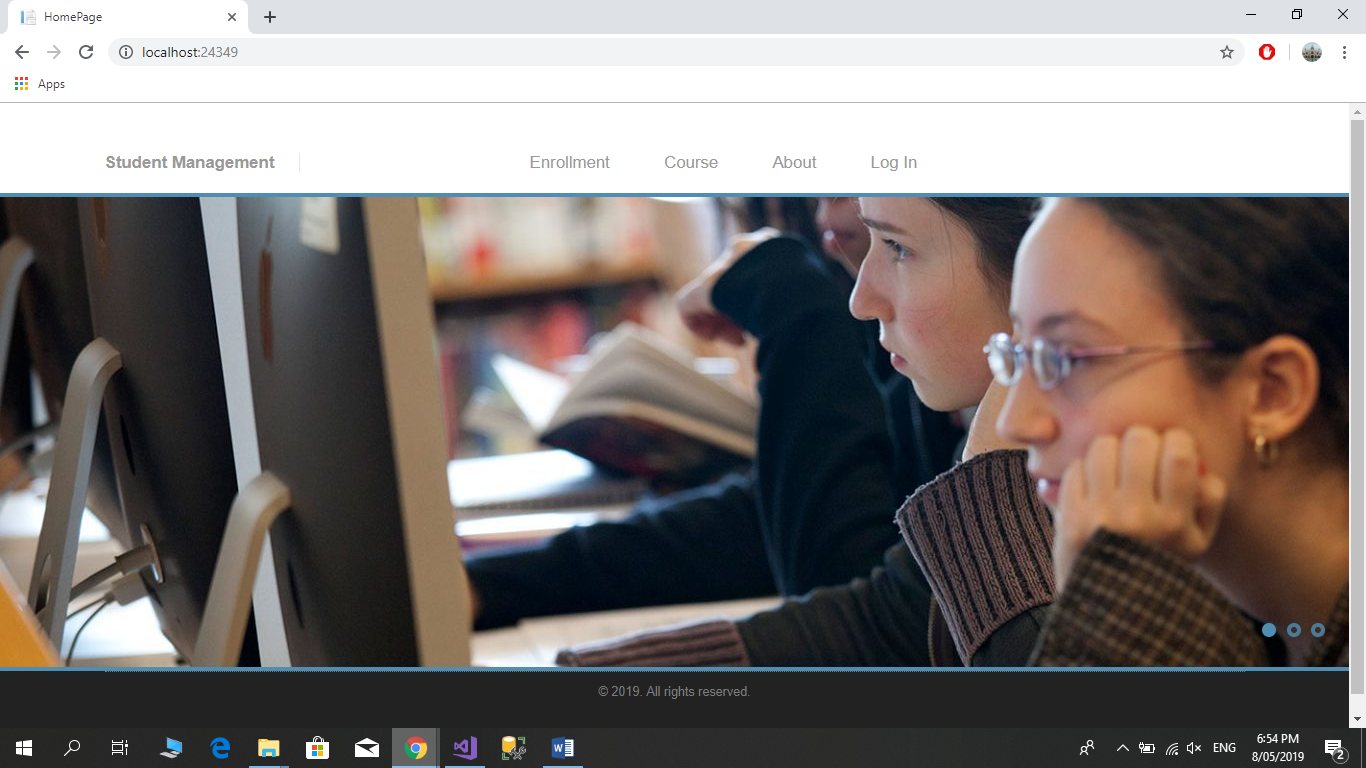 HomePage
localhost:24349
Apps
Student Management
Enrollment
Course
About
Log In
© 2019. All rights reserved.
ENG
6:54 PM
8/05/2019
2